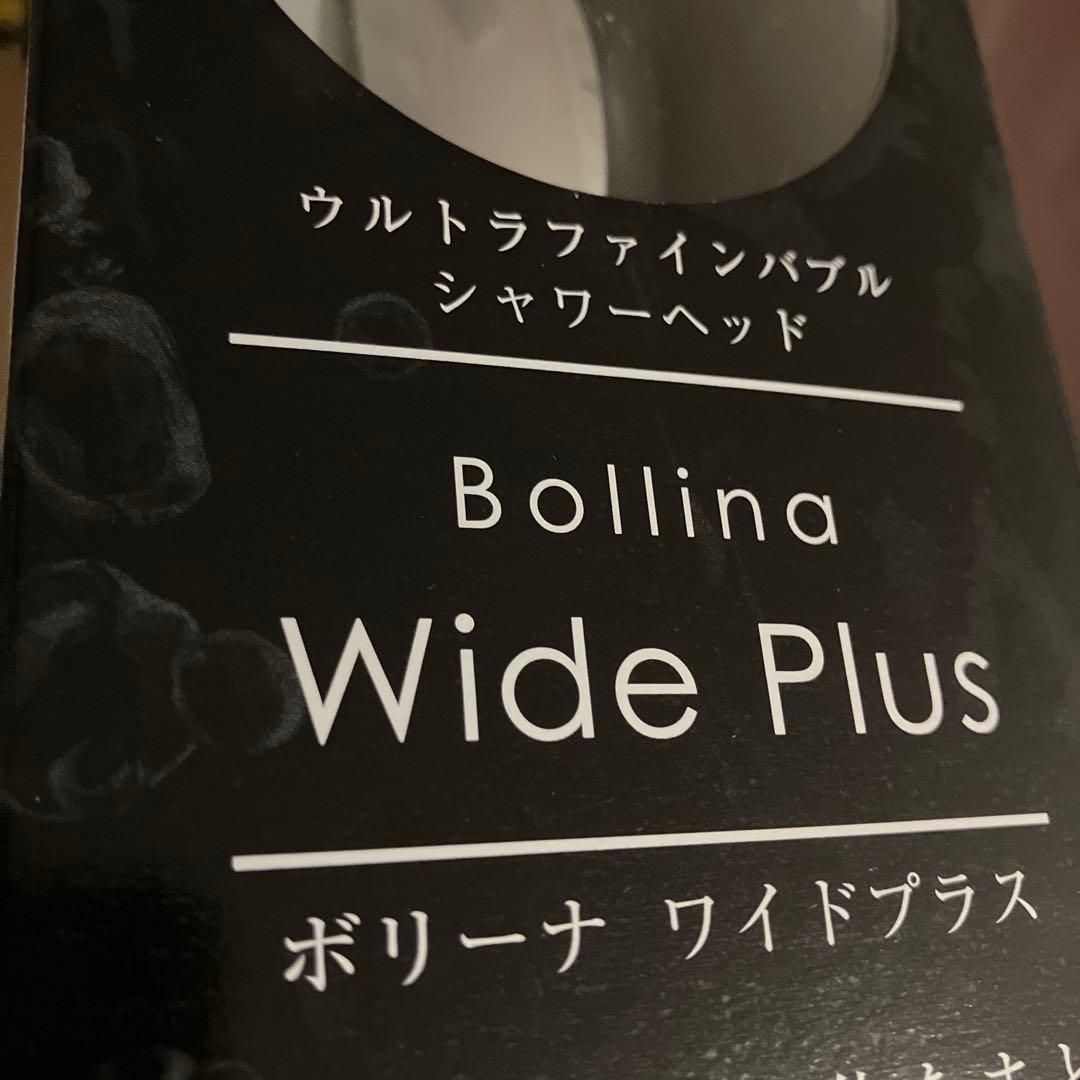 ウルトラファインバブル
シャワーヘッド
Bollina
Wide Plus
ボリーナ ワイドプラス